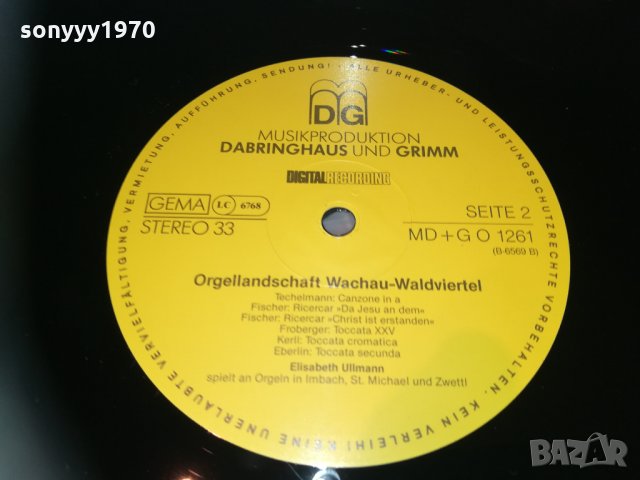 sonyyy1970
VERVIELFÄLTIGUNG, VERMIETUNG, AUFFÜHRUNG, SENDUNG! ALLE URHEBER- UND LEISTUNGSSCHUTZRECHTE VORBEHALTEN. KEIN VERLEIH! KEINE UNERLAUBTE
DG
MUSIKPRODUKTION
DABRINGHAUS UND GRIMM
DIGITALRECORDING
GEMA LC 6768
STEREO 33
SEITE 2
MD+G O 1261
(B-6569 B)
Orgellandschaft Wachau-Waldviertel
Techelmann: Canzone in a
Fischer: Ricercar »Da Jesu an dem«
Fischer: Ricercar »Christ ist erstanden«
Froberger: Toccata XXV
Kerll: Toccata cromatica
Eberlin: Toccata secunda
Elisabeth Ullmann
spielt an Orgeln in Imbach, St. Michael und Zwettl
BAZAR